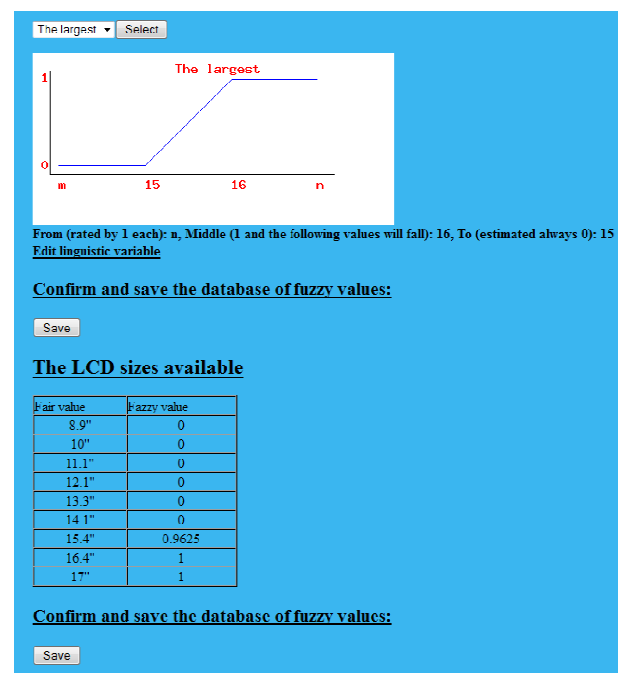 The largest Select
The largest
1
0
m 15 16 n
From (rated by 1 each): n, Middle (1 and the following values will fall): 16, To (estimated always 0): 15
Edit linguistic variable
Confirm and save the database of fuzzy values:
Save
The LCD sizes available
Fair value Fazzy value
8.9" 0
10" 0
11.1" 0
12.1" 0
13.3" 0
14.1" 0
15.4" 0.9625
16.4" 1
17" 1
Confirm and save the database of fuzzy values:
Save